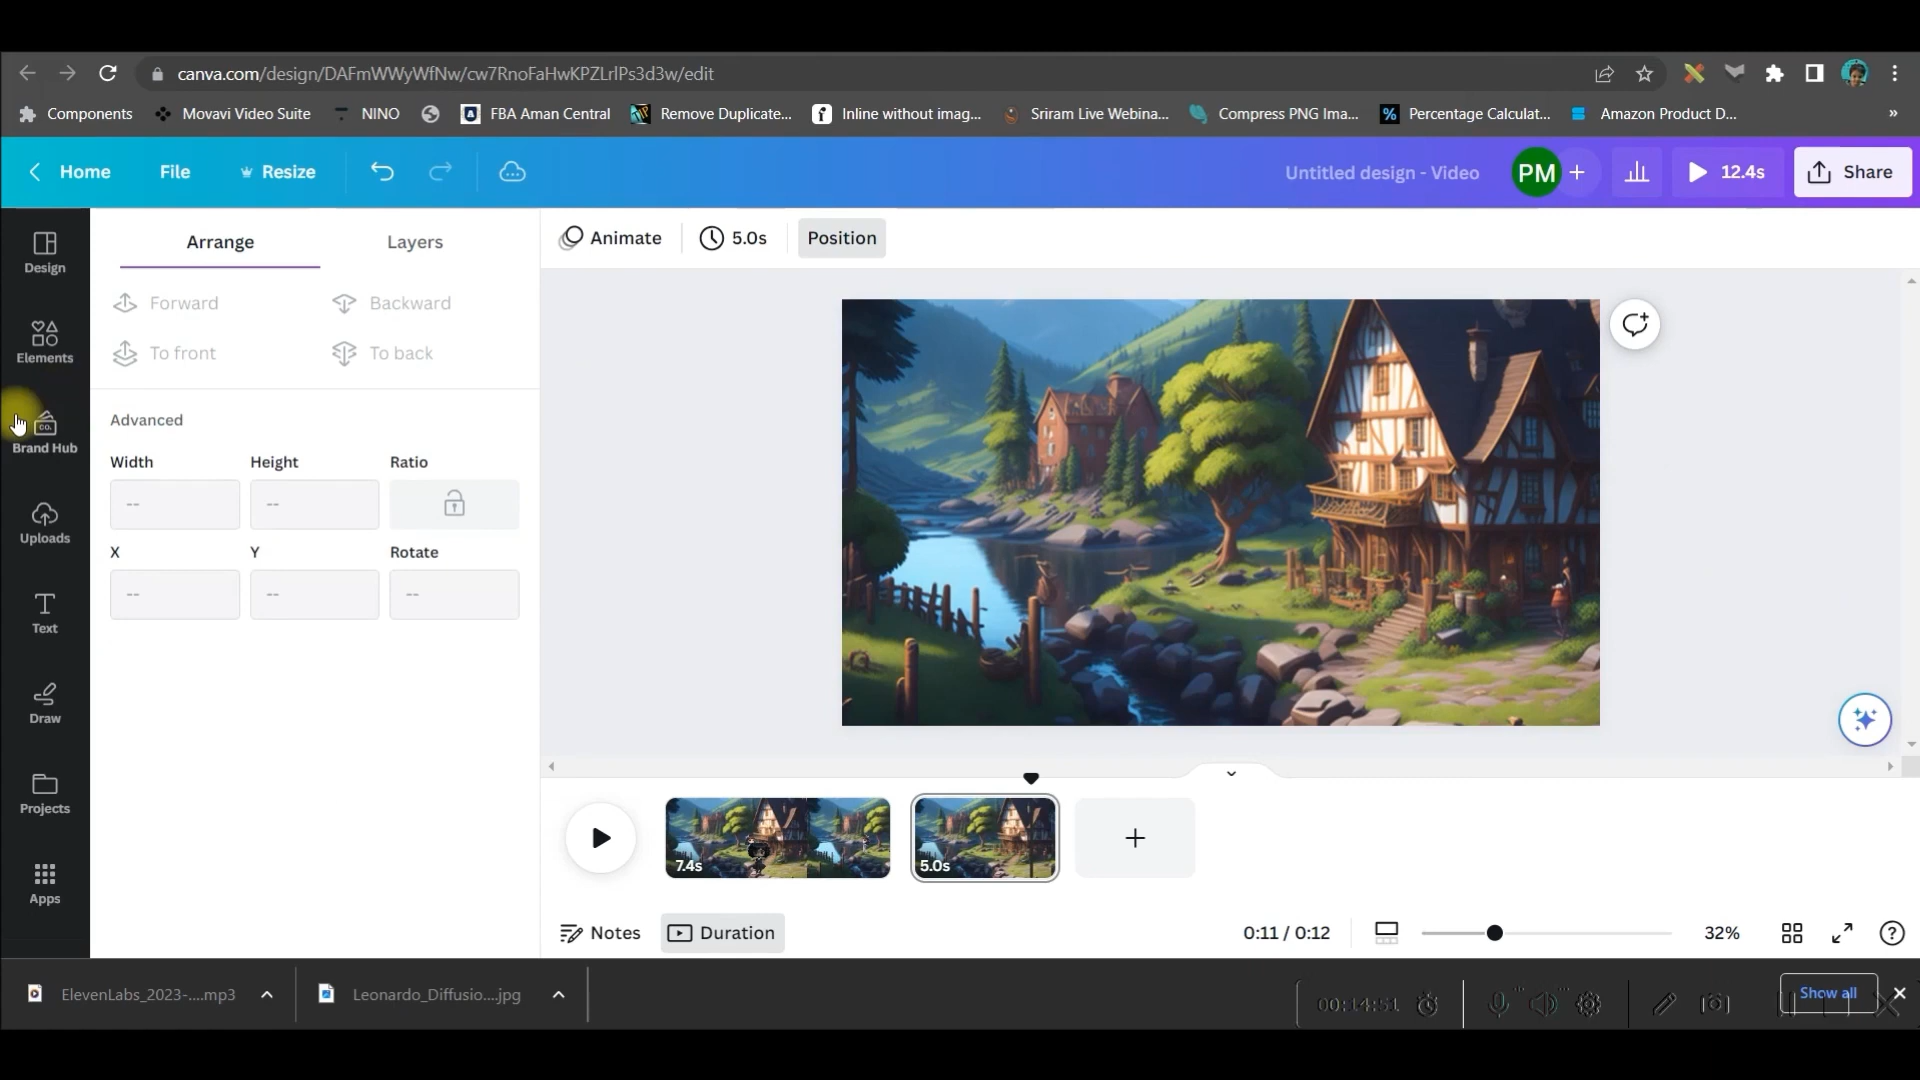 canva.com/design/DAFmWWyWfNw/cw7RnoFaHwKPZLrlPs3d3w/edit
Components Movavi Video Suite NINO FBA Aman Central Remove Duplicate... Inline without imag... Sriram Live Webina... Compress PNG Ima... Percentage Calculat... Amazon Product D... »
Home File Resize Untitled design - Video PM + 12.4s Share
Design
Elements
CO.
Brand Hub
Uploads
Text
Draw
Projects
Apps
Arrange Layers
Forward Backward
To front To back
Advanced
Width Height Ratio
-- --
X Y Rotate
-- -- --
Animate 5.0s Position
7.4s
5.0s
+
Notes Duration 0:11 / 0:12 32% ?
ElevenLabs_2023-....mp3 Leonardo_Diffusio....jpg 00:14:51 Show all